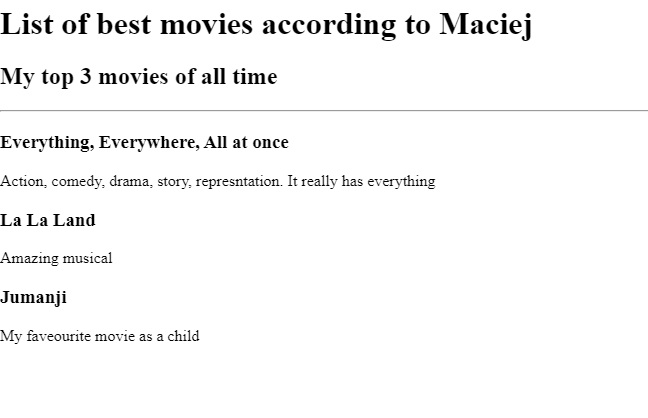 List of best movies according to Maciej
My top 3 movies of all time
Everything, Everywhere, All at once
Action, comedy, drama, story, represntation. It really has everything
La La Land
Amazing musical
Jumanji
My faveourite movie as a child